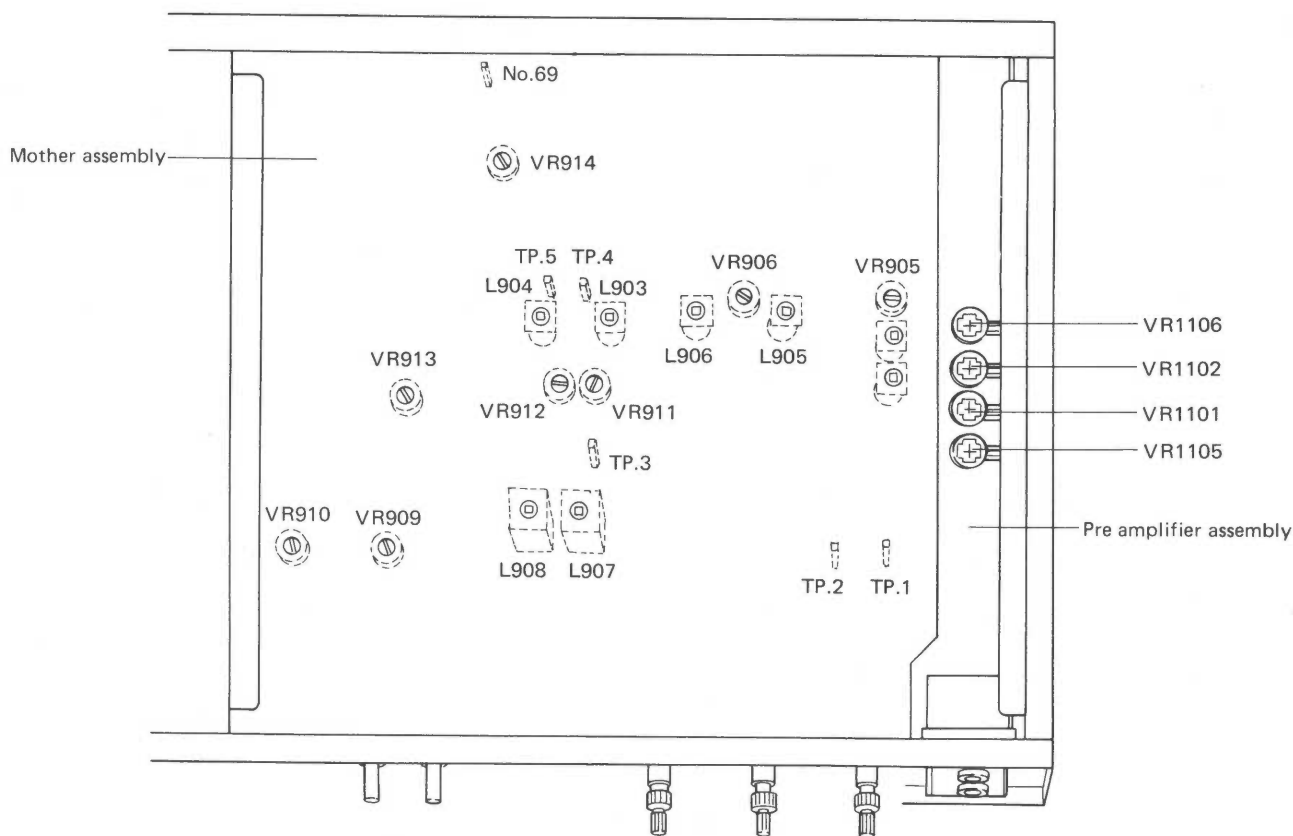 No.69
Mother assembly
VR914
TP.5 TP.4
VR906
VR905
L904
L903
VR1106
L906
L905
VR913
VR1102
VR912
VR911
VR1101
VR1105
TP.3
VR910
VR909
Pre amplifier assembly
L908
L907
TP.2
TP.1